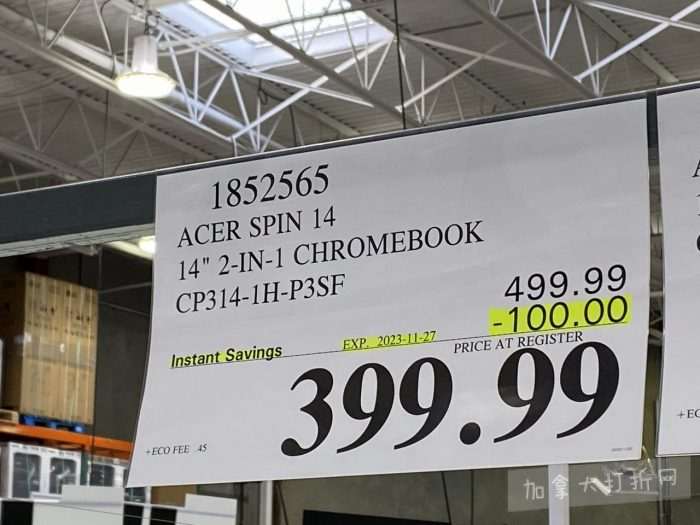 1852565
ACER SPIN 14
14" 2-IN-1 CHROMEBOOK
CP314-1H-P3SF
499.99
-100.00
Instant Savings
EXP. 2023-11-27
PRICE AT REGISTER
399.99
+ECO FEE .45
+EC
加拿大打折网